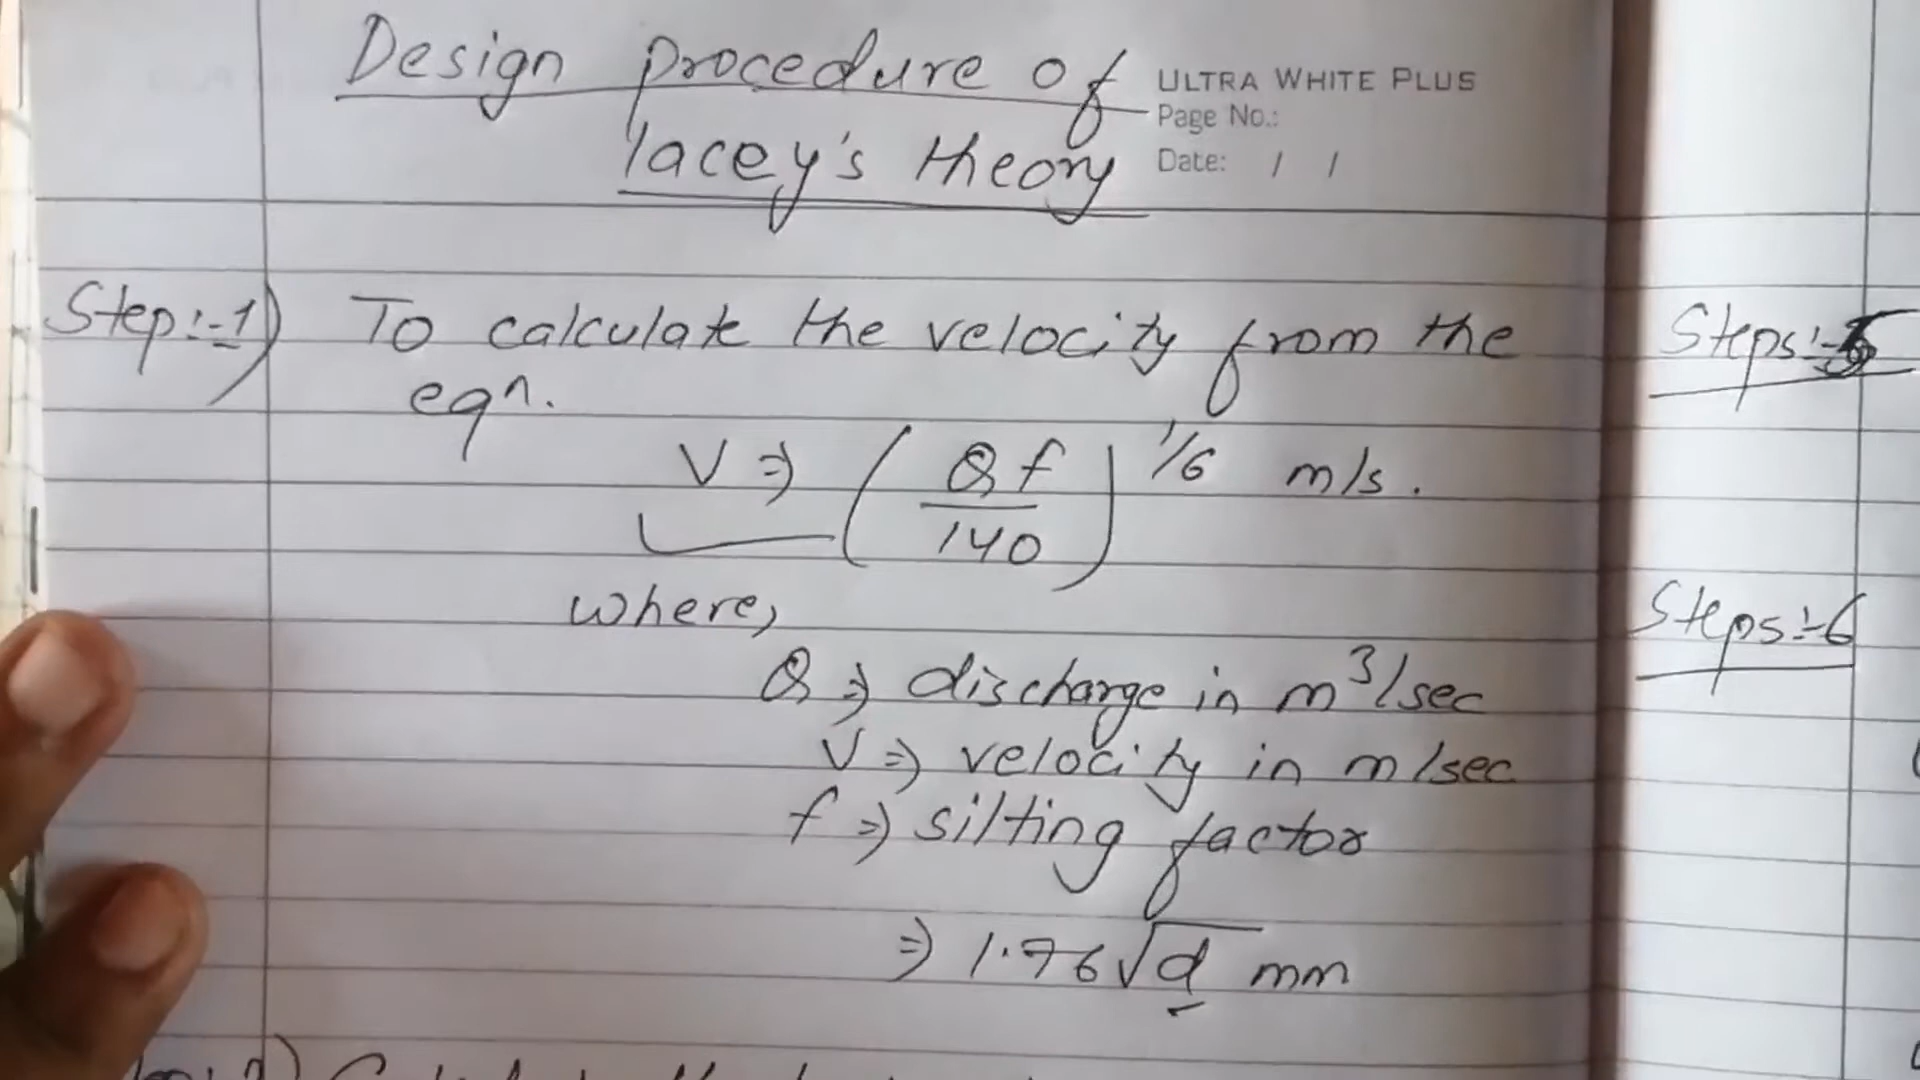 Design procedure of
lacey's theory
ULTRA WHITE PLUS
Page No.:
Date: / /
Step:-1) To calculate the velocity from the
eqn.
V => (Qf/140)^1/6 m/s.
where,
Q => discharge in m³/sec
V => velocity in m/sec
f => silting factor
=> 1.76√d mm
Steps:-5
Steps:-6